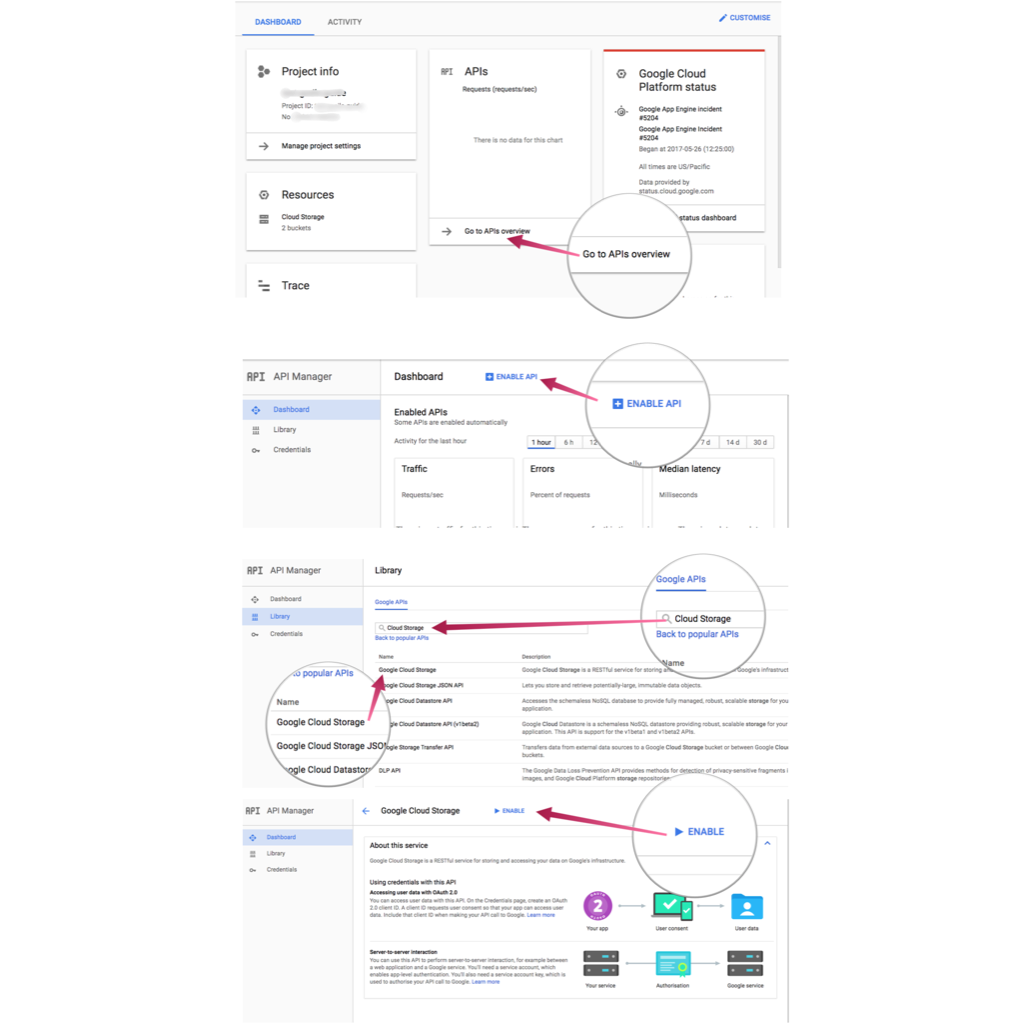 DASHBOARD ACTIVITY CUSTOMISE
Project info
Project ID:
No
Manage project settings
Resources
Cloud Storage
2 buckets
Trace
API APIs
Requests (requests/sec)
There is no data for this chart
Go to APIs overview
Google Cloud
Platform status
Google App Engine incident
#5204
Google App Engine Incident
#5204
Began at 2017-05-26 (12:25:00)
All times are US/Pacific
Data provided by
status.cloud.google.com
status dashboard
Go to APIs overview
API API Manager
Dashboard
Library
Credentials
Dashboard ENABLE API
ENABLE API
Enabled APIs
Some APIs are enabled automatically
Activity for the last hour
1 hour 6 h 12 7 d 14 d 30 d
Traffic
Requests/sec
Errors
Percent of requests
Median latency
Milliseconds
API API Manager
Dashboard
Library
Credentials
Library
Google APIs
Cloud Storage
Back to popular APIs
Google APIs
Cloud Storage
Back to popular APIs
Name
Name Description
Google Cloud Storage Google Cloud Storage is a RESTful service for storing and Google's infrastruct
Google Cloud Storage JSON API Lets you store and retrieve potentially-large, immutable data objects.
Google Cloud Datastore API Accesses the schemaless NoSQL database to provide fully managed, robust, scalable storage for your
application.
Google Cloud Datastore API (v1beta2) Google Cloud Datastore is a schemaless NoSQL datastore providing robust, scalable storage for your
application. This API is support for the v1beta1 and v1beta2 APIs.
Google Storage Transfer API Transfers data from external data sources to a Google Cloud Storage bucket or between Google Clou
buckets.
DLP API The Google Data Loss Prevention API provides methods for detection of privacy-sensitive fragments i
images, and Google Cloud Platform storage repositories
to popular APIs
Name
Google Cloud Storage
Google Cloud Storage JSON
Google Cloud Datastore
API API Manager
Dashboard
Library
Credentials
Google Cloud Storage ENABLE
ENABLE
About this service
Google Cloud Storage is a RESTful service for storing and accessing your data on Google's infrastructure.
Using credentials with this API
Accessing user data with OAuth 2.0
You can access user data with this API. On the Credentials page, create an OAuth
2.0 client ID. A client ID requests user consent so that your app can access user
data. Include that client ID when making your API call to Google. Learn more
2
Your app User consent User data
Server-to-server interaction
You can use this API to perform server-to-server interaction, for example between
a web application and a Google service. You'll need a service account, which
enables app-level authentication. You'll also need a service account key, which is
used to authorise your API call to Google. Learn more
Your service Authorisation Google service